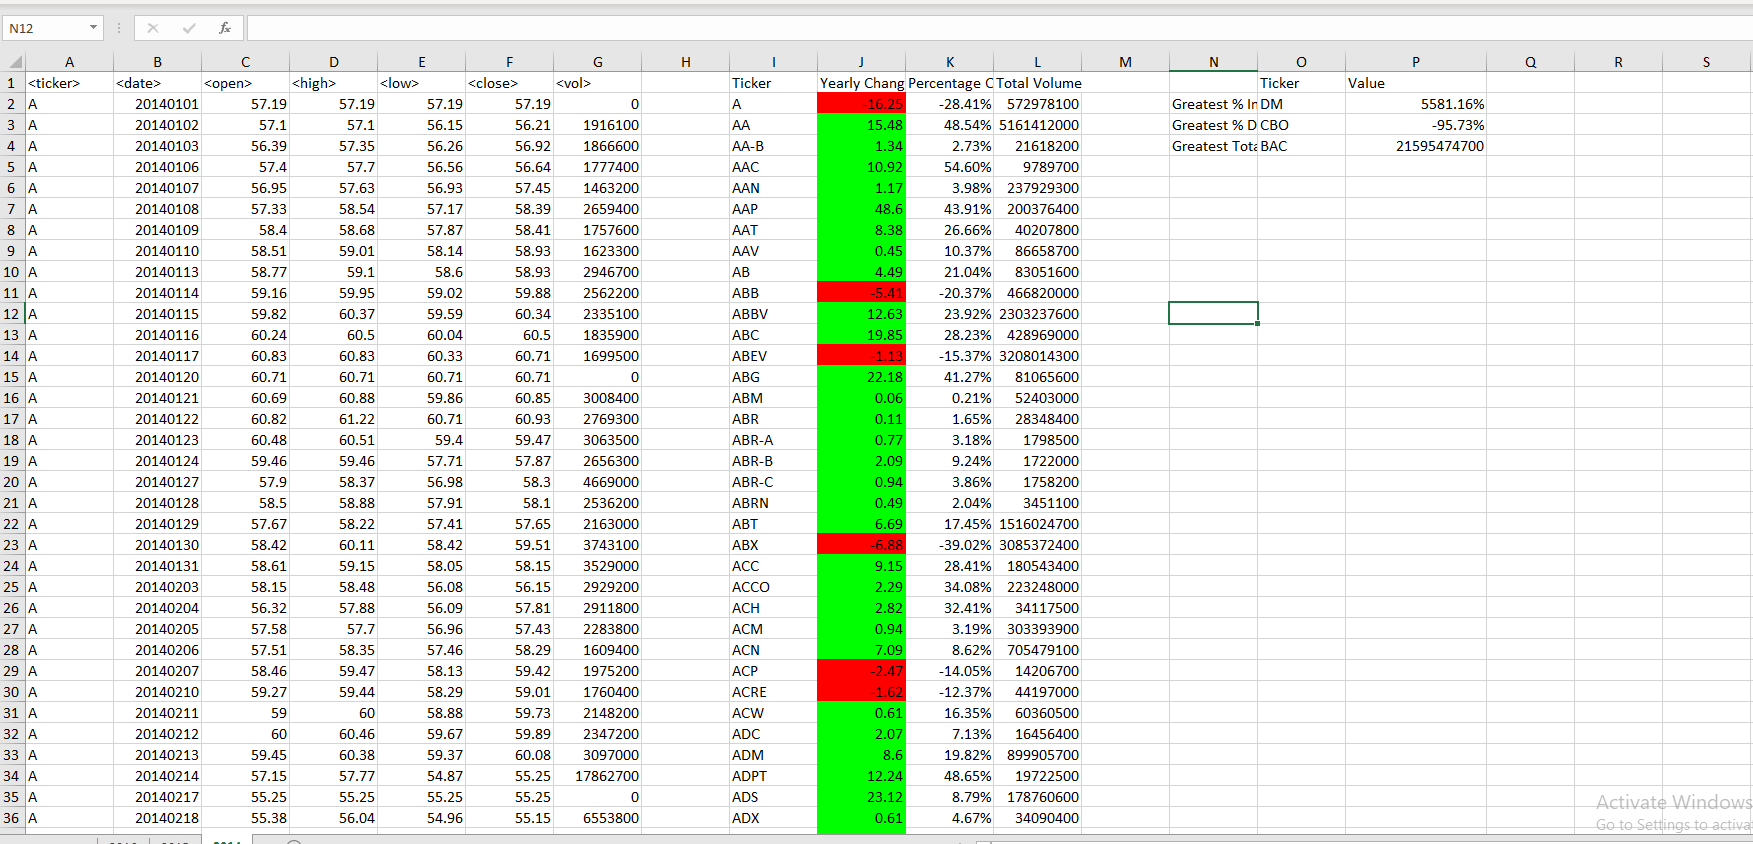 N12 fx
A B C D E F G H I J K L M N O P Q R S
1 <ticker> <date> <open> <high> <low> <close> <vol> Ticker Yearly Chang Percentage C Total Volume Ticker Value
2 A 20140101 57.19 57.19 57.19 57.19 0 A -16.25 -28.41% 572978100 Greatest % In DM 5581.16%
3 A 20140102 57.1 57.1 56.15 56.21 1916100 AA 15.48 48.54% 5161412000 Greatest % D CBO -95.73%
4 A 20140103 56.39 57.35 56.26 56.92 1866600 AA-B 1.34 2.73% 21618200 Greatest Tota BAC 21595474700
5 A 20140106 57.4 57.7 56.56 56.64 1777400 AAC 10.92 54.60% 9789700
6 A 20140107 56.95 57.63 56.93 57.45 1463200 AAN 1.17 3.98% 237929300
7 A 20140108 57.33 58.54 57.17 58.39 2659400 AAP 48.6 43.91% 200376400
8 A 20140109 58.4 58.68 57.87 58.41 1757600 AAT 8.38 26.66% 40207800
9 A 20140110 58.51 59.01 58.14 58.93 1623300 AAV 0.45 10.37% 86658700
10 A 20140113 58.77 59.1 58.6 58.93 2946700 AB 4.49 21.04% 83051600
11 A 20140114 59.16 59.95 59.02 59.88 2562200 ABB -5.41 -20.37% 466820000
12 A 20140115 59.82 60.37 59.59 60.34 2335100 ABBV 12.63 23.92% 2303237600
13 A 20140116 60.24 60.5 60.04 60.5 1835900 ABC 19.85 28.23% 428969000
14 A 20140117 60.83 60.83 60.33 60.71 1699500 ABEV -1.13 -15.37% 3208014300
15 A 20140120 60.71 60.71 60.71 60.71 0 ABG 22.18 41.27% 81065600
16 A 20140121 60.69 60.88 59.86 60.85 3008400 ABM 0.06 0.21% 52403000
17 A 20140122 60.82 61.22 60.71 60.93 2769300 ABR 0.11 1.65% 28348400
18 A 20140123 60.48 60.51 59.4 59.47 3063500 ABR-A 0.77 3.18% 1798500
19 A 20140124 59.46 59.46 57.71 57.87 2656300 ABR-B 2.09 9.24% 1722000
20 A 20140127 57.9 58.37 56.98 58.3 4669000 ABR-C 0.94 3.86% 1758200
21 A 20140128 58.5 58.88 57.91 58.1 2536200 ABRN 0.49 2.04% 3451100
22 A 20140129 57.67 58.22 57.41 57.65 2163000 ABT 6.69 17.45% 1516024700
23 A 20140130 58.42 60.11 58.42 59.51 3743100 ABX -6.88 -39.02% 3085372400
24 A 20140131 58.61 59.15 58.05 58.15 3529000 ACC 9.15 28.41% 180543400
25 A 20140203 58.15 58.48 56.08 56.15 2929200 ACCO 2.29 34.08% 223248000
26 A 20140204 56.32 57.88 56.09 57.81 2911800 ACH 2.82 32.41% 34117500
27 A 20140205 57.58 57.7 56.96 57.43 2283800 ACM 0.94 3.19% 303393900
28 A 20140206 57.51 58.35 57.46 58.29 1609400 ACN 7.09 8.62% 705479100
29 A 20140207 58.46 59.47 58.13 59.42 1975200 ACP -2.47 -14.05% 14206700
30 A 20140210 59.27 59.44 58.29 59.01 1760400 ACRE -1.62 -12.37% 44197000
31 A 20140211 59 60 58.88 59.73 2148200 ACW 0.61 16.35% 60360500
32 A 20140212 60 60.46 59.67 59.89 2347200 ADC 2.07 7.13% 16456400
33 A 20140213 59.45 60.38 59.37 60.08 3097000 ADM 8.6 19.82% 899905700
34 A 20140214 57.15 57.77 54.87 55.25 17862700 ADPT 12.24 48.65% 19722500
35 A 20140217 55.25 55.25 55.25 55.25 0 ADS 23.12 8.79% 178760600
36 A 20140218 55.38 56.04 54.96 55.15 6553800 ADX 0.61 4.67% 34090400
Activate Windows
Go to Settings to activa